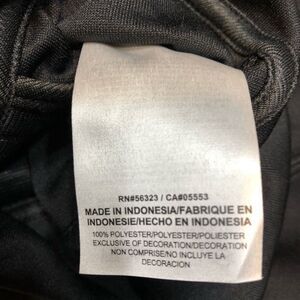 RN#56323 / CA#05553
MADE IN INDONESIA/FABRIQUE EN
INDONESIE/HECHO EN INDONESIA
100% POLYESTER/POLYESTER/POLIESTER
EXCLUSIVE OF DECORATION/DECORATION
NON COMPRISE/NO INCLUYE LA
DECORACION